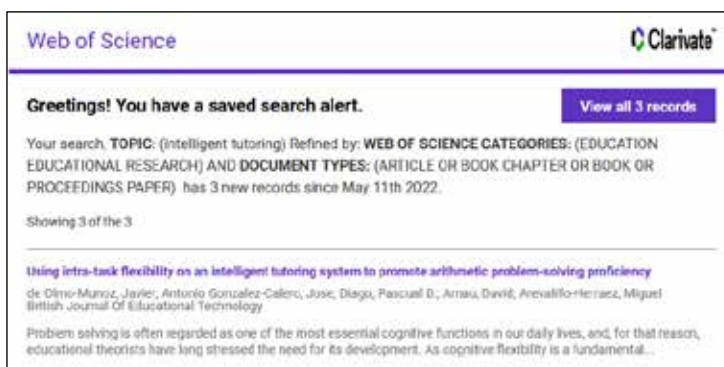 Web of Science
Clarivate™
Greetings! You have a saved search alert.
View all 3 records
Your search, TOPIC: (intelligent tutoring) Refined by: WEB OF SCIENCE CATEGORIES: (EDUCATION
EDUCATIONAL RESEARCH) AND DOCUMENT TYPES: (ARTICLE OR BOOK CHAPTER OR BOOK OR
PROCEEDINGS PAPER) has 3 new records since May 11th 2022.
Showing 3 of the 3
Using intra-task flexibility on an intelligent tutoring system to promote arithmetic problem-solving proficiency
de Olmo-Munoz, Javier, Antonio Gonzalez-Calero, Jose, Diago, Pascual D., Arnau, David, Arevalillo-Herraez, Miguel
British Journal Of Educational Technology
Problem solving is often regarded as one of the most essential cognitive functions in our daily lives, and, for that reason,
educational theorists have long stressed the need for its development. As cognitive flexibility is a fundamental...